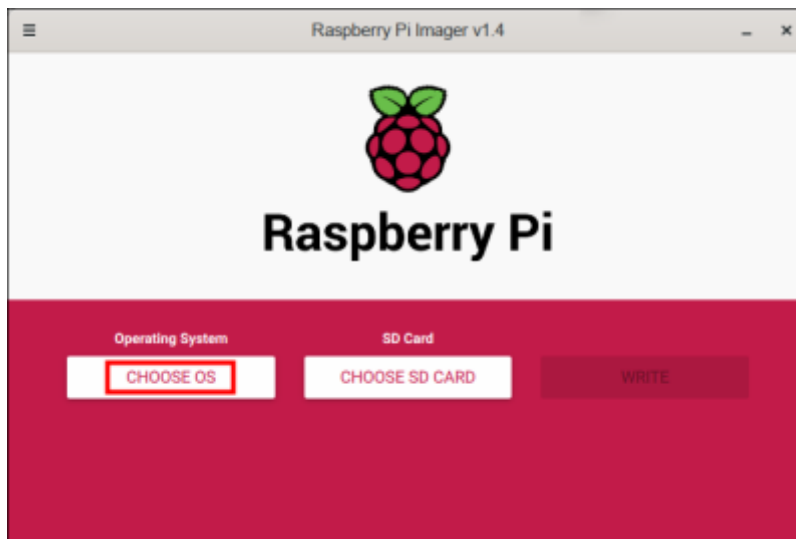 Raspberry Pi Imager v1.4
Raspberry Pi
Operating System
SD Card
CHOOSE OS
CHOOSE SD CARD
WRITE